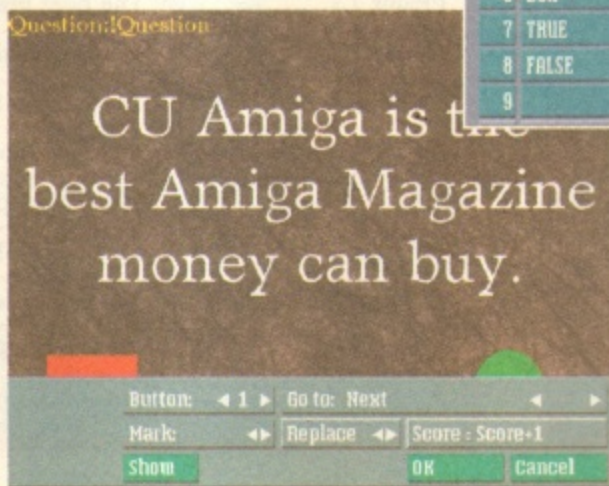 Question:!Question
7 TRUE
8 FALSE
9
CU Amiga is
best Amiga Magazine
money can buy.
Button: 1 Go to: Next
Mark: Replace Score : Score+1
Show OK Cancel